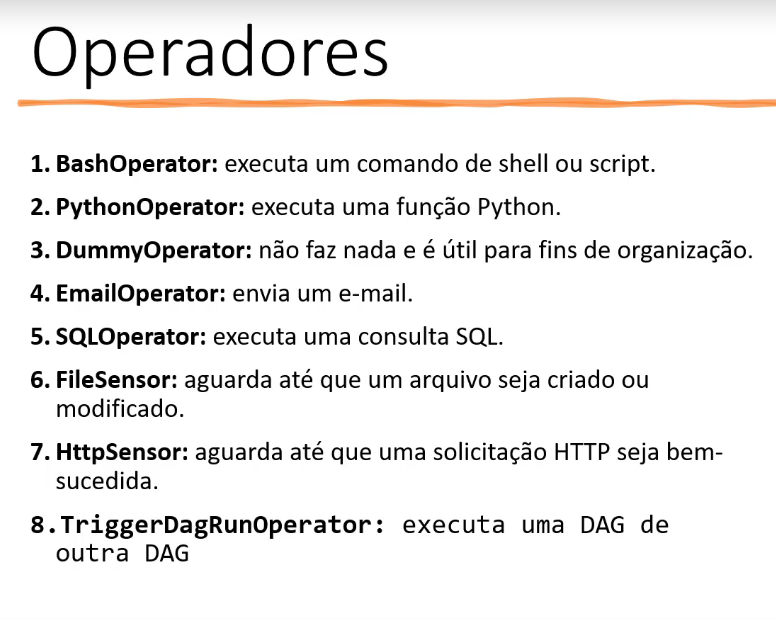 Operadores
1. BashOperator: executa um comando de shell ou script.
2. PythonOperator: executa uma função Python.
3. DummyOperator: não faz nada e é útil para fins de organização.
4. EmailOperator: envia um e-mail.
5. SQLOperator: executa uma consulta SQL.
6. FileSensor: aguarda até que um arquivo seja criado ou
modificado.
7. HttpSensor: aguarda até que uma solicitação HTTP seja bem-
sucedida.
8. TriggerDagRunOperator: executa uma DAG de
outra DAG